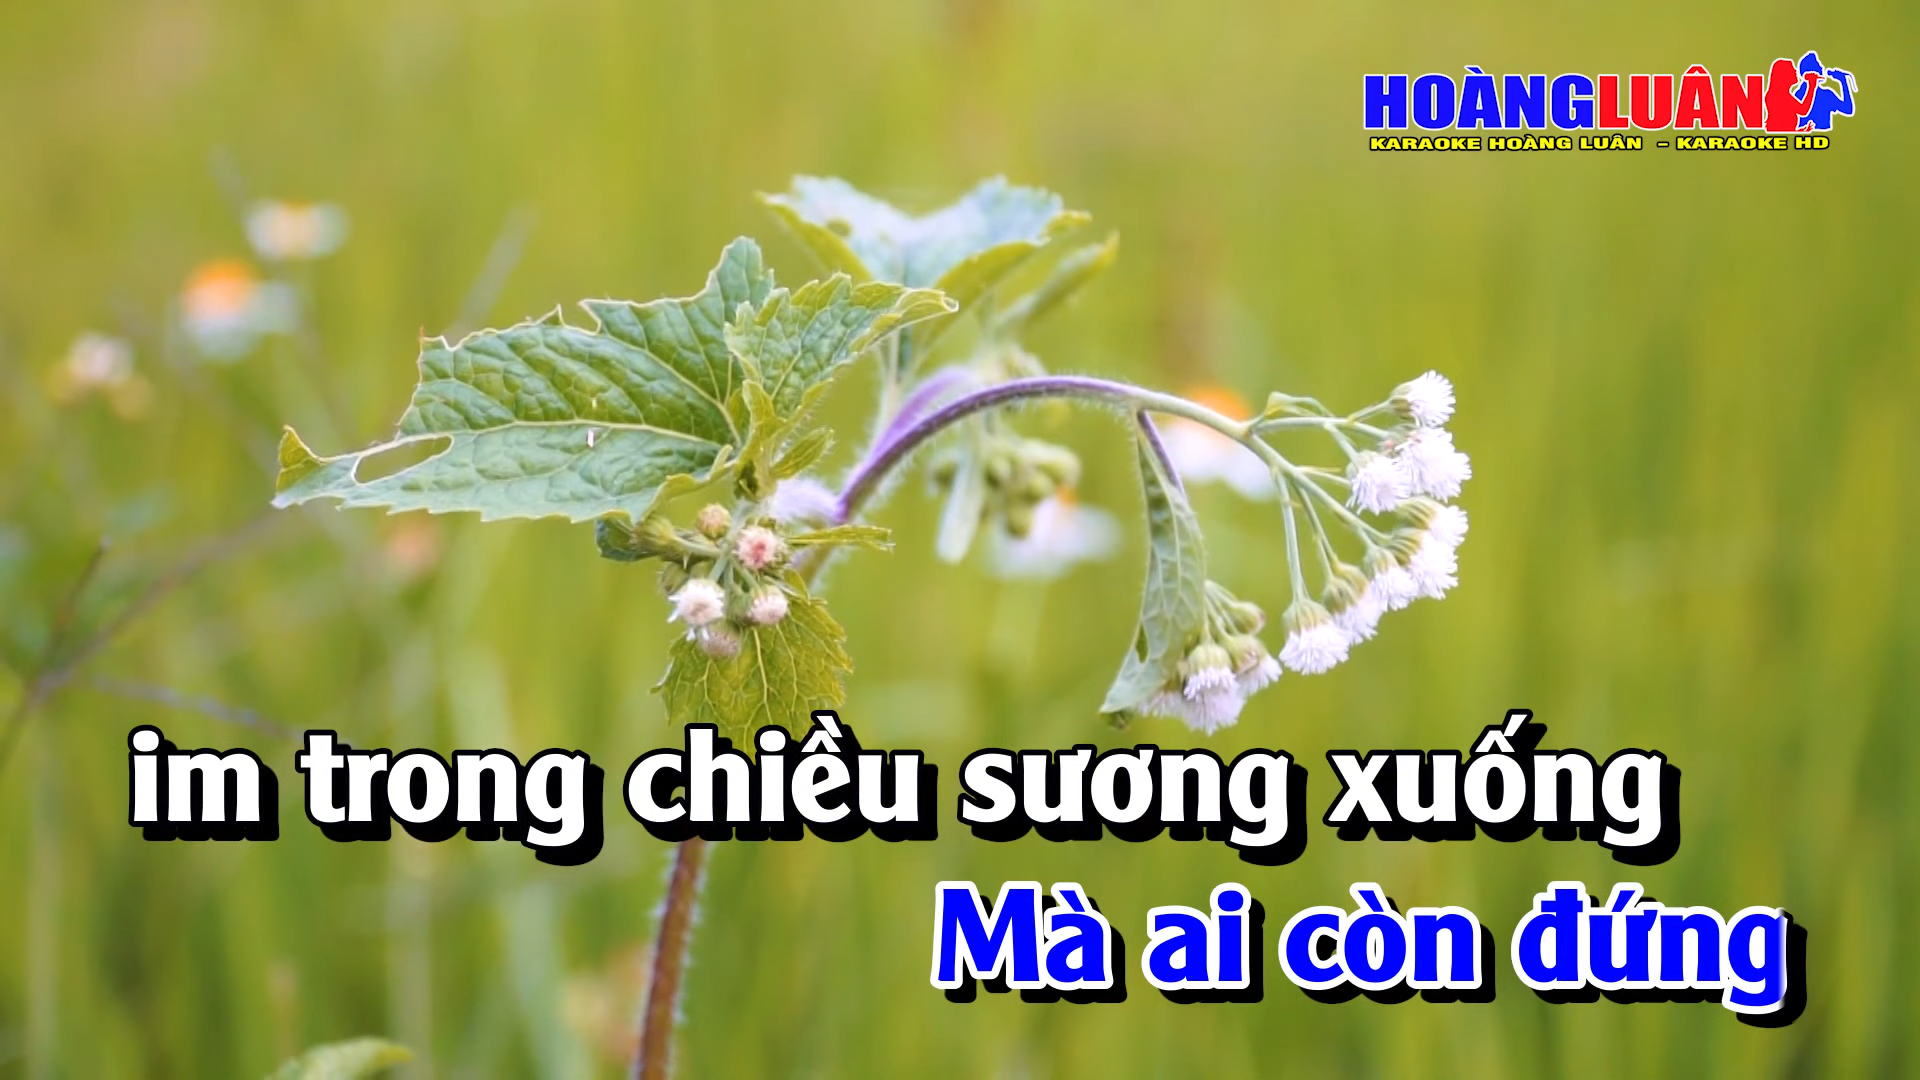 HOÀNGLUÂN
KARAOKE HOÀNG LUÂN - KARAOKE HD
im trong chiều sương xuống
Mà ai còn đứng